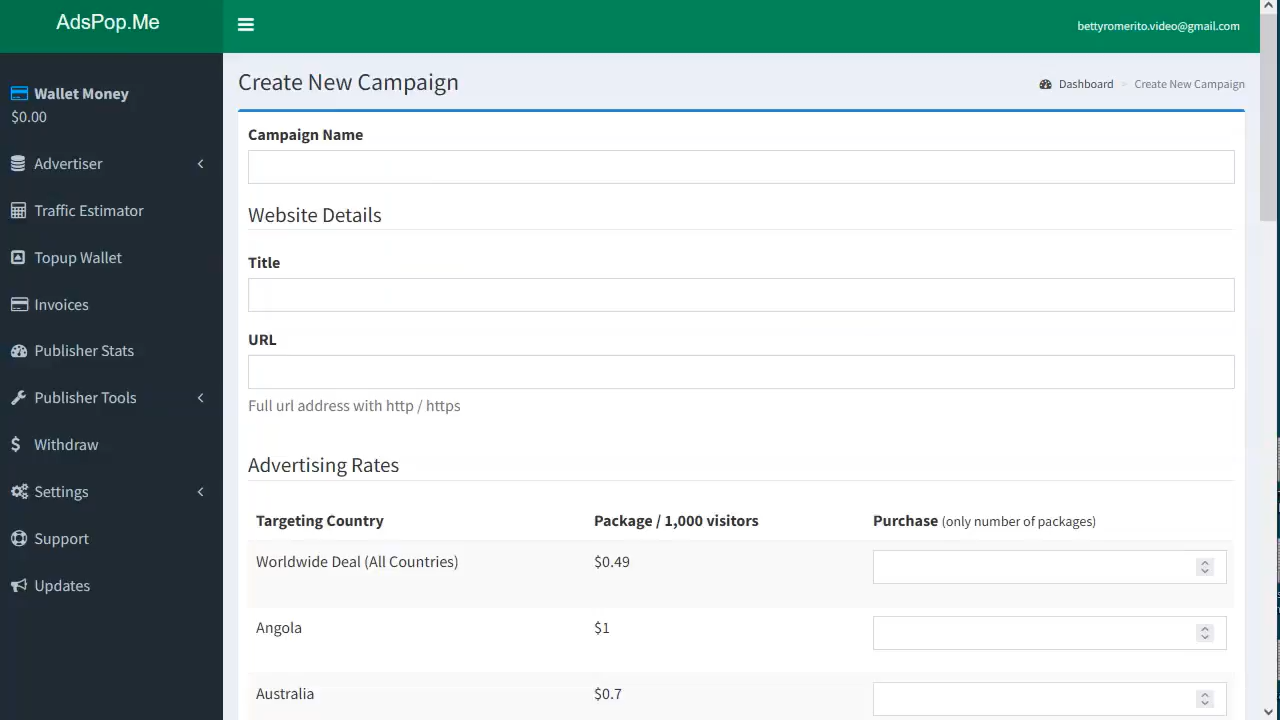 AdsPop.Me
bettyromerito.video@gmail.com
Wallet Money
$0.00
Advertiser
Traffic Estimator
Topup Wallet
Invoices
Publisher Stats
Publisher Tools
Withdraw
Settings
Support
Updates
Create New Campaign
Dashboard > Create New Campaign
Campaign Name
Website Details
Title
URL
Full url address with http / https
Advertising Rates
Targeting Country Package / 1,000 visitors Purchase (only number of packages)
Worldwide Deal (All Countries) $0.49
Angola $1
Australia $0.7